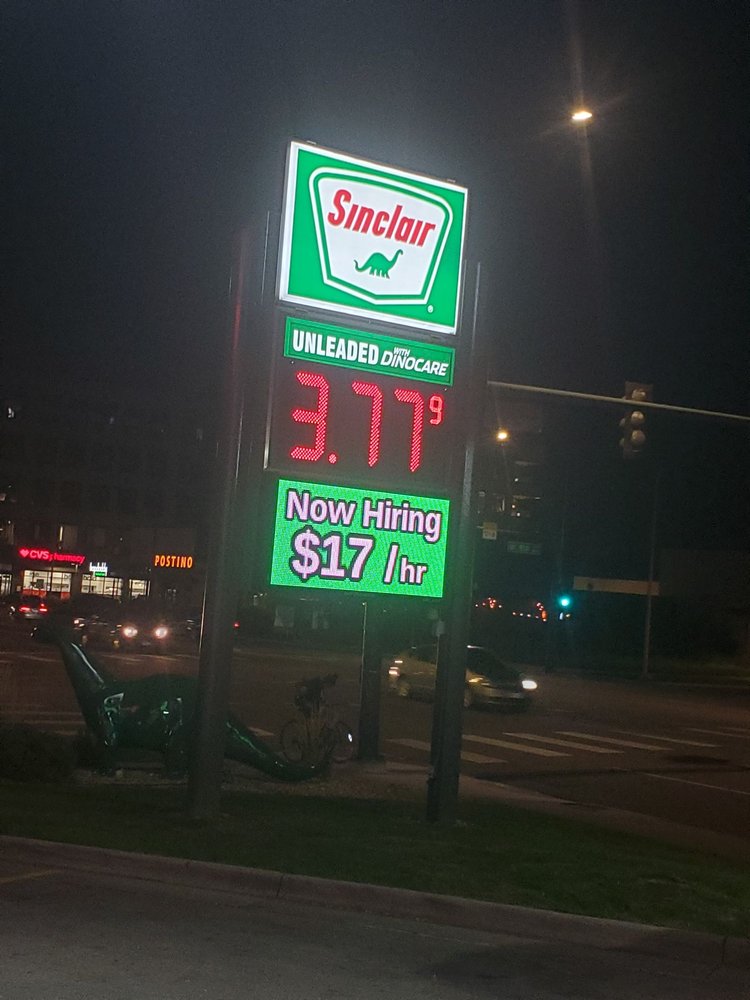 Sinclair
®
UNLEADED WITH DINOCARE
3.77 9
Now Hiring
$17 /hr
CVS pharmacy
POSTINO